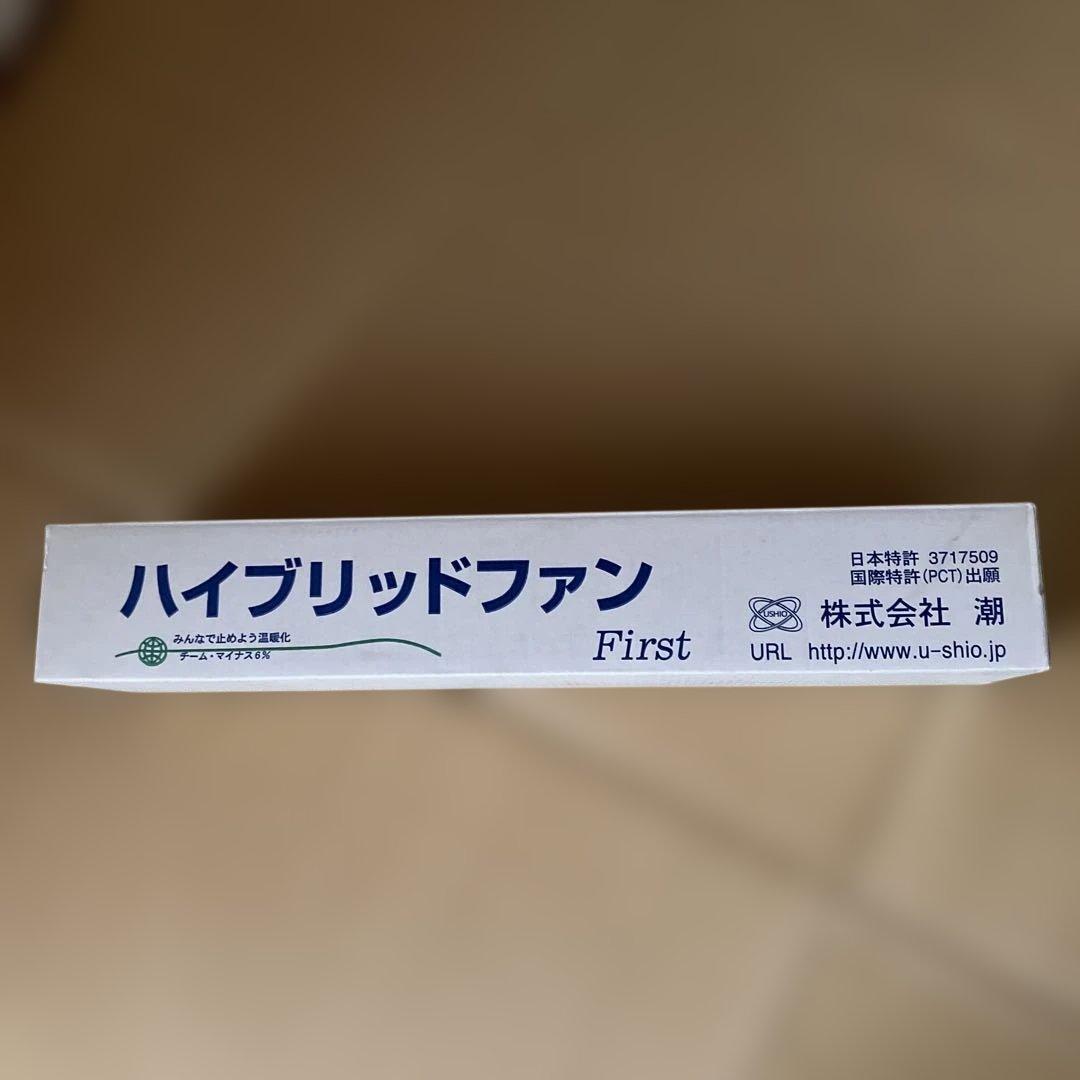 ハイブリッドファン
First
みんなで止めよう温暖化
チーム・マイナス6%
日本特許 3717509
国際特許(PCT)出願
USHIO
株式会社 潮
URL http://www.u-shio.jp